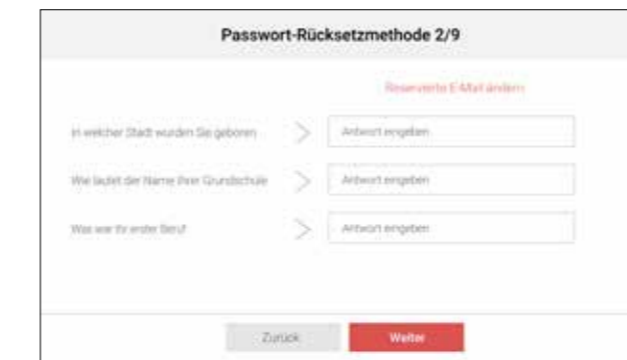 Passwort-Rücksetzmethode 2/9
Reservierte E-Mail ändern
In welcher Stadt wurden Sie geboren
Antwort eingeben
Wie lautet der Name Ihrer Grundschule
Antwort eingeben
Was war Ihr erster Beruf
Antwort eingeben
Zurück
Weiter